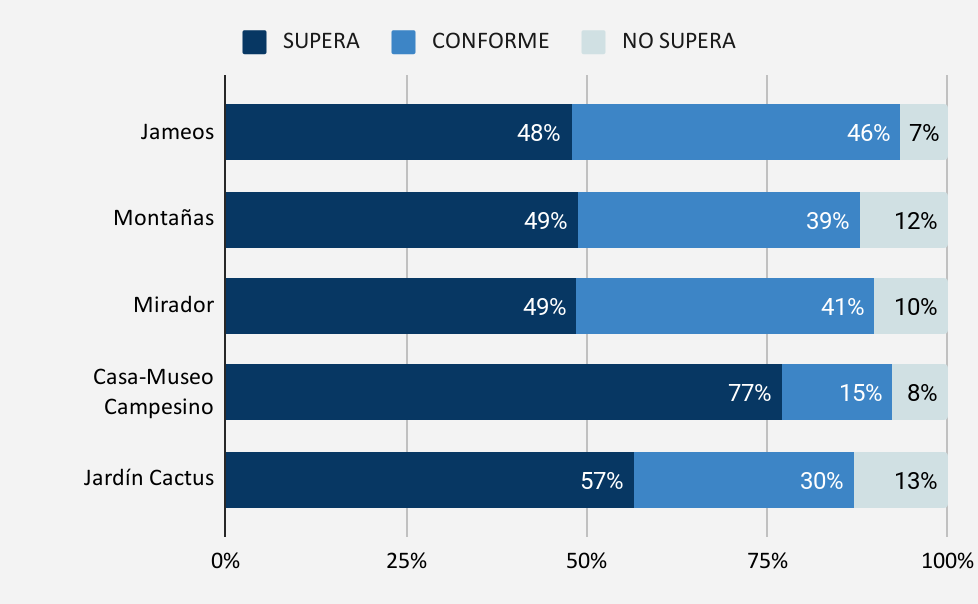 SUPERA CONFORME NO SUPERA
Jameos 48% 46% 7%
Montañas 49% 39% 12%
Mirador 49% 41% 10%
Casa-Museo
Campesino 77% 15% 8%
Jardín Cactus 57% 30% 13%
0% 25% 50% 75% 100%